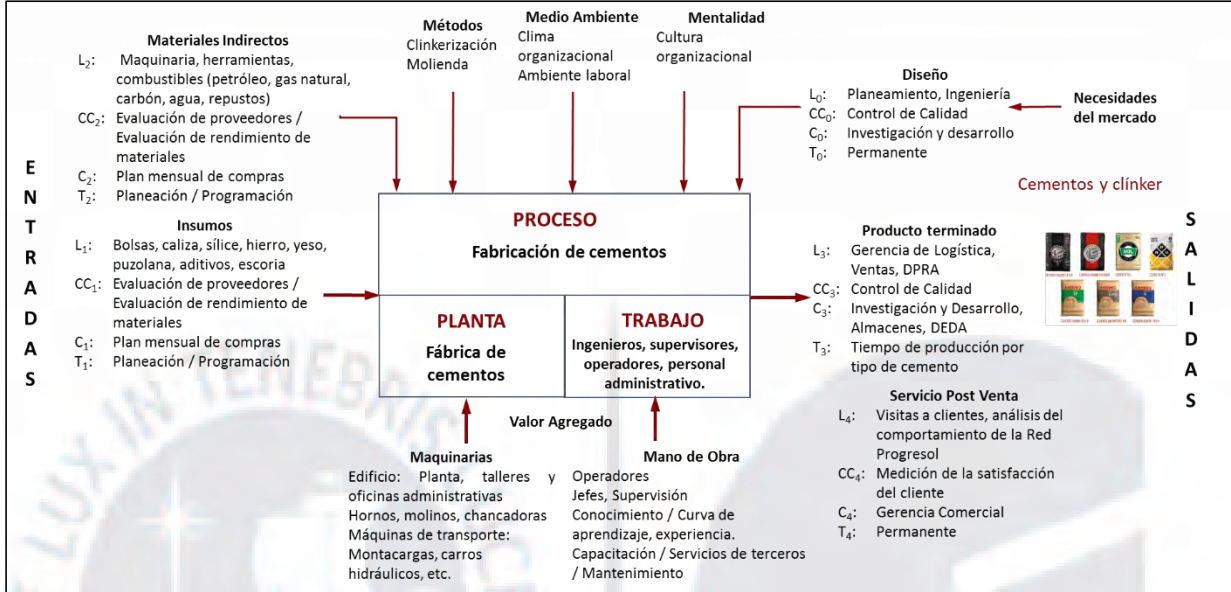 Materiales Indirectos
L2: Maquinaria, herramientas,
combustibles (petróleo, gas natural,
carbón, agua, repustos)
CC2: Evaluación de proveedores /
Evaluación de rendimiento de
materiales
C2: Plan mensual de compras
T2: Planeación / Programación
Métodos
Clinkerización
Molienda
Medio Ambiente
Clima
organizacional
Ambiente laboral
Mentalidad
Cultura
organizacional
Diseño
L0: Planeamiento, Ingeniería
CC0: Control de Calidad
C0: Investigación y desarrollo
T0: Permanente
Necesidades
del mercado
ENTRADAS
Insumos
L1: Bolsas, caliza, sílice, hierro, yeso,
puzolana, aditivos, escoria
CC1: Evaluación de proveedores /
Evaluación de rendimiento de
materiales
C1: Plan mensual de compras
T1: Planeación / Programación
PROCESO
Fabricación de cementos
PLANTA
Fábrica de
cementos
TRABAJO
Ingenieros, supervisores,
operadores, personal
administrativo.
Cementos y clínker
Producto terminado
L3: Gerencia de Logística,
Ventas, DPRA
CC3: Control de Calidad
C3: Investigación y Desarrollo,
Almacenes, DEDA
T3: Tiempo de producción por
tipo de cemento
SALIDAS
Servicio Post Venta
L4: Visitas a clientes, análisis del
comportamiento de la Red
Progresol
CC4: Medición de la satisfacción
del cliente
C4: Gerencia Comercial
T4: Permanente
Valor Agregado
Maquinarias
Edificio: Planta, talleres y
oficinas administrativas
Hornos, molinos, chancadoras
Máquinas de transporte:
Montacargas, carros
hidráulicos, etc.
Mano de Obra
Operadores
Jefes, Supervisión
Conocimiento / Curva de
aprendizaje, experiencia.
Capacitación / Servicios de terceros
/ Mantenimiento
LUX IN TENEBRIS